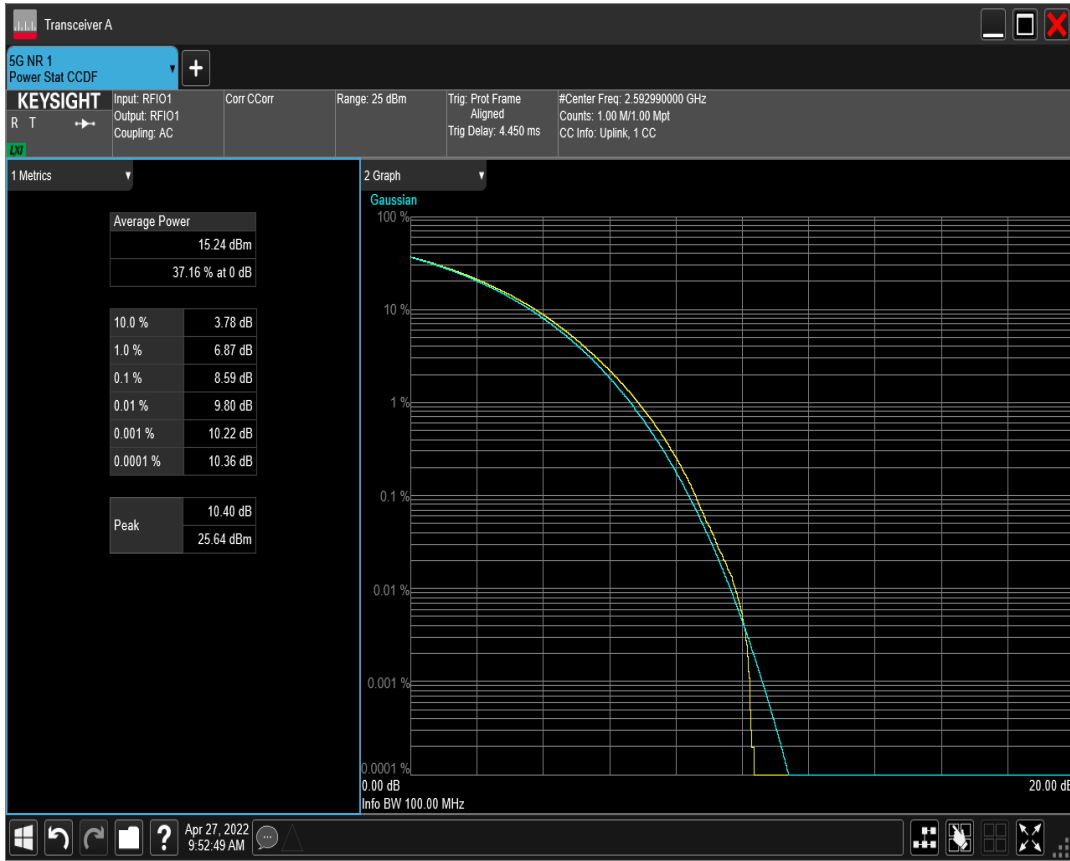 Transceiver A
5G NR 1
Power Stat CCDF
KEYSIGHT
R T
LXI
Input: RFIO1
Output: RFIO1
Coupling: AC
Corr CCorr
Range: 25 dBm
Trig: Prot Frame
Aligned
Trig Delay: 4.450 ms
#Center Freq: 2.592990000 GHz
Counts: 1.00 M/1.00 Mpt
CC Info: Uplink, 1 CC
1 Metrics
Average Power
15.24 dBm
37.16 % at 0 dB
10.0 % 3.78 dB
1.0 % 6.87 dB
0.1 % 8.59 dB
0.01 % 9.80 dB
0.001 % 10.22 dB
0.0001 % 10.36 dB
Peak
10.40 dB
25.64 dBm
2 Graph
Gaussian
100 %
10 %
1 %
0.1 %
0.01 %
0.001 %
0.0001 %
0.00 dB 20.00 dB
Info BW 100.00 MHz
Apr 27, 2022
9:52:49 AM